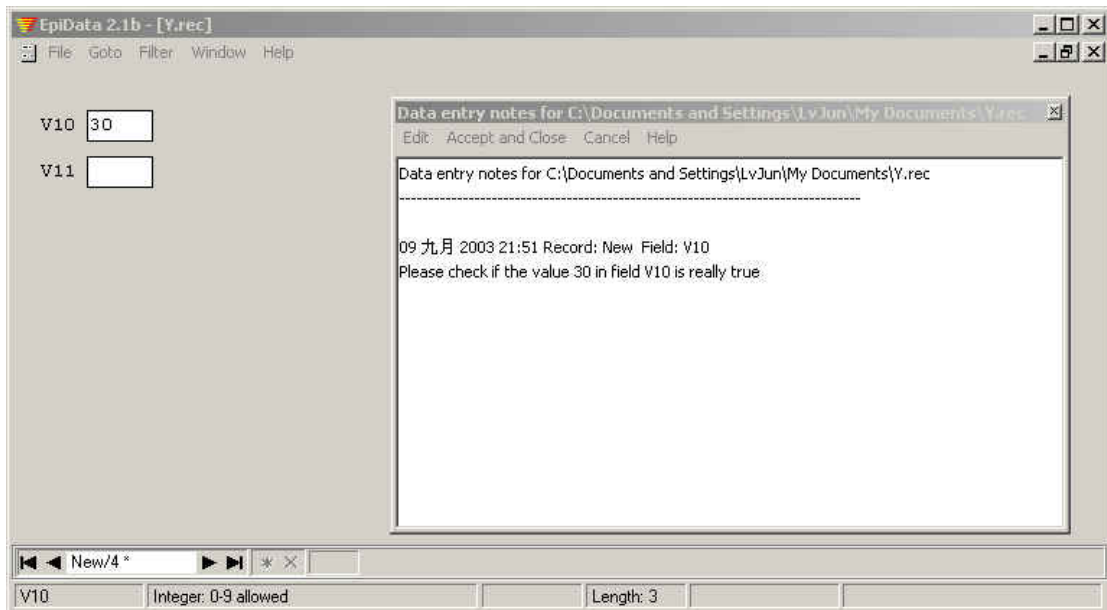 EpiData 2.1b - [Y.rec]
File Goto Filter Window Help
V10 30
V11
Data entry notes for C:\Documents and Settings\LvJun\My Documents\Y.rec
Edit Accept and Close Cancel Help
Data entry notes for C:\Documents and Settings\LvJun\My Documents\Y.rec
--------------------------------------------------------------------------------
09 九月 2003 21:51 Record: New Field: V10
Please check if the value 30 in field V10 is really true
New/4 *
V10 Integer: 0-9 allowed Length: 3